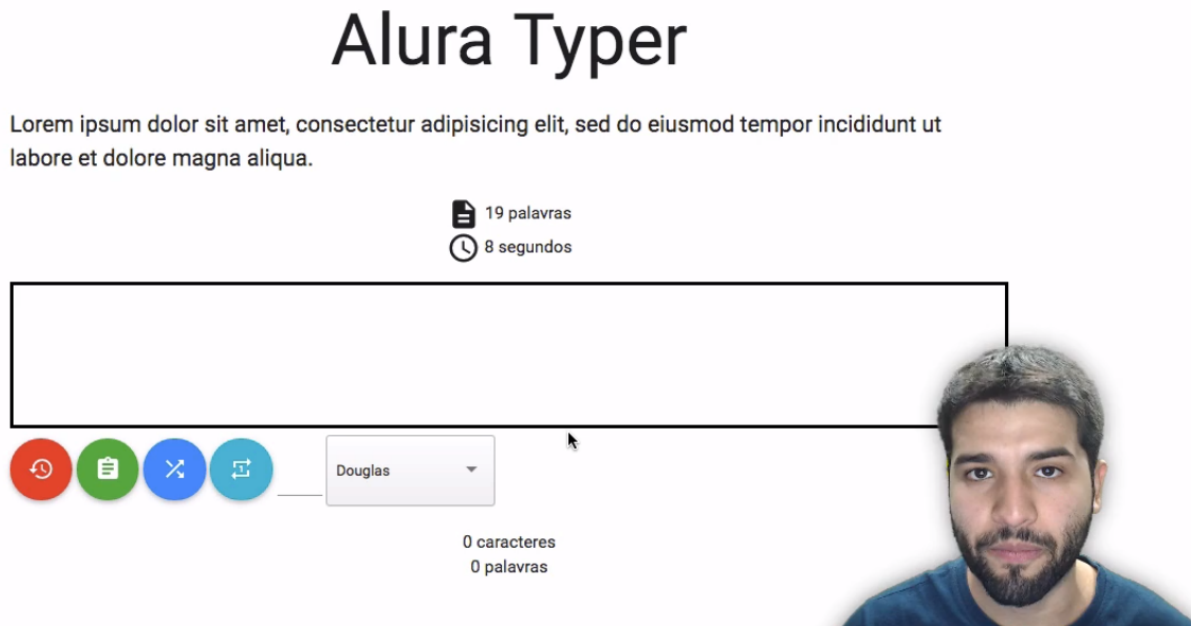 Alura Typer
Lorem ipsum dolor sit amet, consectetur adipisicing elit, sed do eiusmod tempor incididunt ut
labore et dolore magna aliqua.
19 palavras
8 segundos
Douglas
0 caracteres
0 palavras